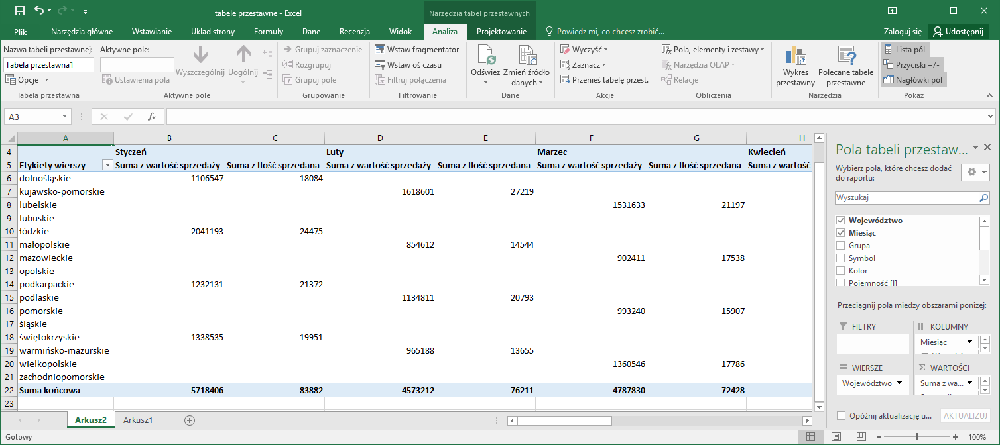 tabele przestawne - Excel
Narzędzia tabel przestawnych
Plik Narzędzia główne Wstawianie Układ strony Formuły Dane Recenzja Widok Analiza Projektowanie Powiedz mi, co chcesz zrobić... Zaloguj się Udostępnij
Nazwa tabeli przestawnej: Aktywne pole:
Tabela przestawna1
Opcje
Tabela przestawna
Wyszczególnij Uogólnij
Ustawienia pola
Aktywne pole
Grupuj zaznaczenie
Rozgrupuj
Grupuj pole
Grupowanie
Wstaw fragmentator
Wstaw oś czasu
Filtruj połączenia
Filtrowanie
Odśwież Zmień źródło
danych
Dane
Wyczyść
Zaznacz
Przenieś tabelę przest.
Akcje
Pola, elementy i zestawy
Narzędzia OLAP
Relacje
Obliczenia
Wykres Polecane tabele
przestawny przestawne
Narzędzia
Lista pól
Przyciski +/-
Nagłówki pól
Pokaż
A3 fx
A B C D E F G H
4 Styczeń Luty Marzec Kwiecień
5 Etykiety wierszy Suma z wartość sprzedaży Suma z Ilość sprzedana Suma z wartość sprzedaży Suma z Ilość sprzedana Suma z wartość sprzedaży Suma z Ilość sprzedana Suma z wartość
6 dolnośląskie 1106547 18084
7 kujawsko-pomorskie 1618601 27219
8 lubelskie 1531633 21197
9 lubuskie
10 łódzkie 2041193 24475
11 małopolskie 854612 14544
12 mazowieckie 902411 17538
13 opolskie
14 podkarpackie 1232131 21372
15 podlaskie 1134811 20793
16 pomorskie 993240 15907
17 śląskie
18 świętokrzyskie 1338535 19951
19 warmińsko-mazurskie 965188 13655
20 wielkopolskie 1360546 17786
21 zachodniopomorskie
22 Suma końcowa 5718406 83882 4573212 76211 4787830 72428
23
Arkusz2 Arkusz1
Gotowy
100%
Pola tabeli przestaw...
Wybierz pola, które chcesz dodać
do raportu:
Wyszukaj
Województwo
Miesiąc
Grupa
Symbol
Kolor
Pojemność [l]
Przeciągnij pola między obszarami poniżej:
FILTRY KOLUMNY
Miesiąc
WIERSZE Σ WARTOŚCI
Województwo Suma z wa...
Opóźnij aktualizację u... AKTUALIZUJ